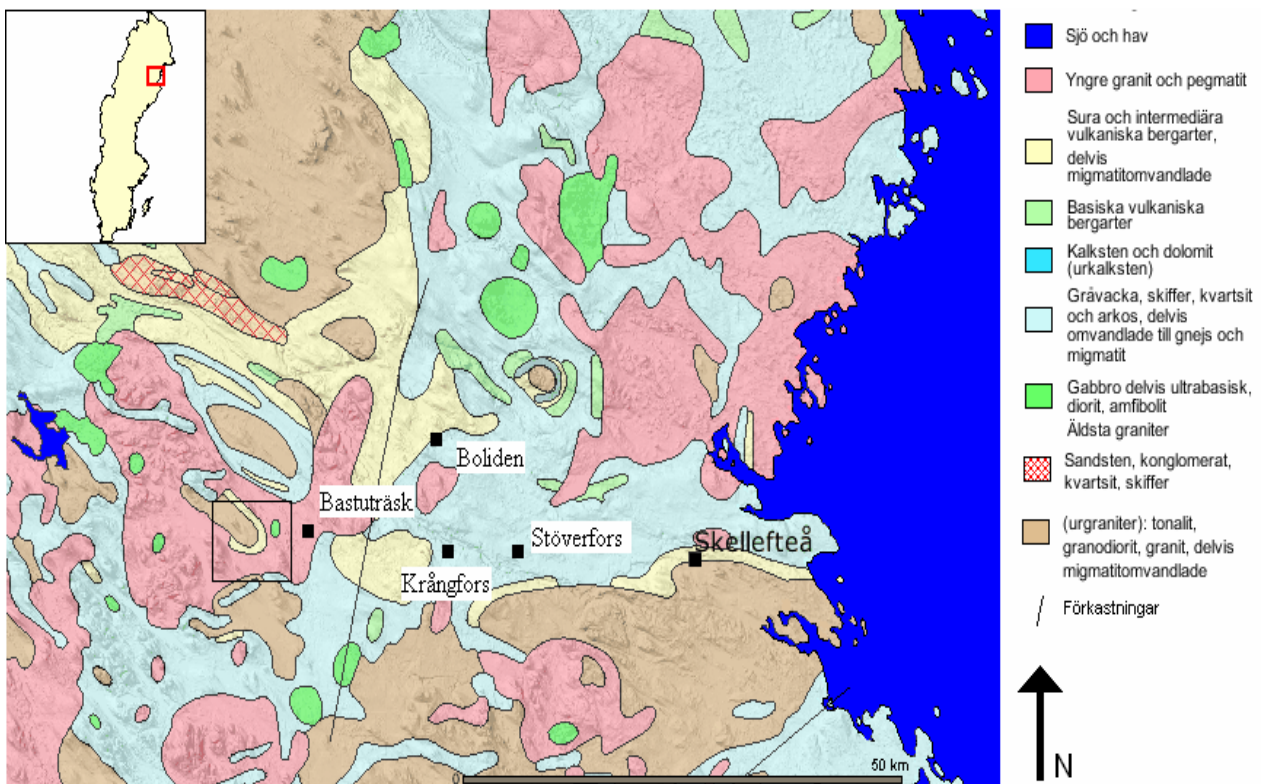 Boliden
Bastuträsk
Stöverfors
Skellefteå
Krångfors
0
50 km
Sjö och hav
Yngre granit och pegmatit
Sura och intermediära
vulkaniska bergarter,
delvis
migmatitomvandlade
Basiska vulkaniska
bergarter
Kalksten och dolomit
(urkalksten)
Gråvacka, skiffer, kvartsit
och arkos, delvis
omvandlade till gnejs och
migmatit
Gabbro delvis ultrabasisk,
diorit, amfibolit
Äldsta graniter
Sandsten, konglomerat,
kvartsit, skiffer
(urgraniter): tonalit,
granodiorit, granit, delvis
migmatitomvandlade
Förkastningar
N